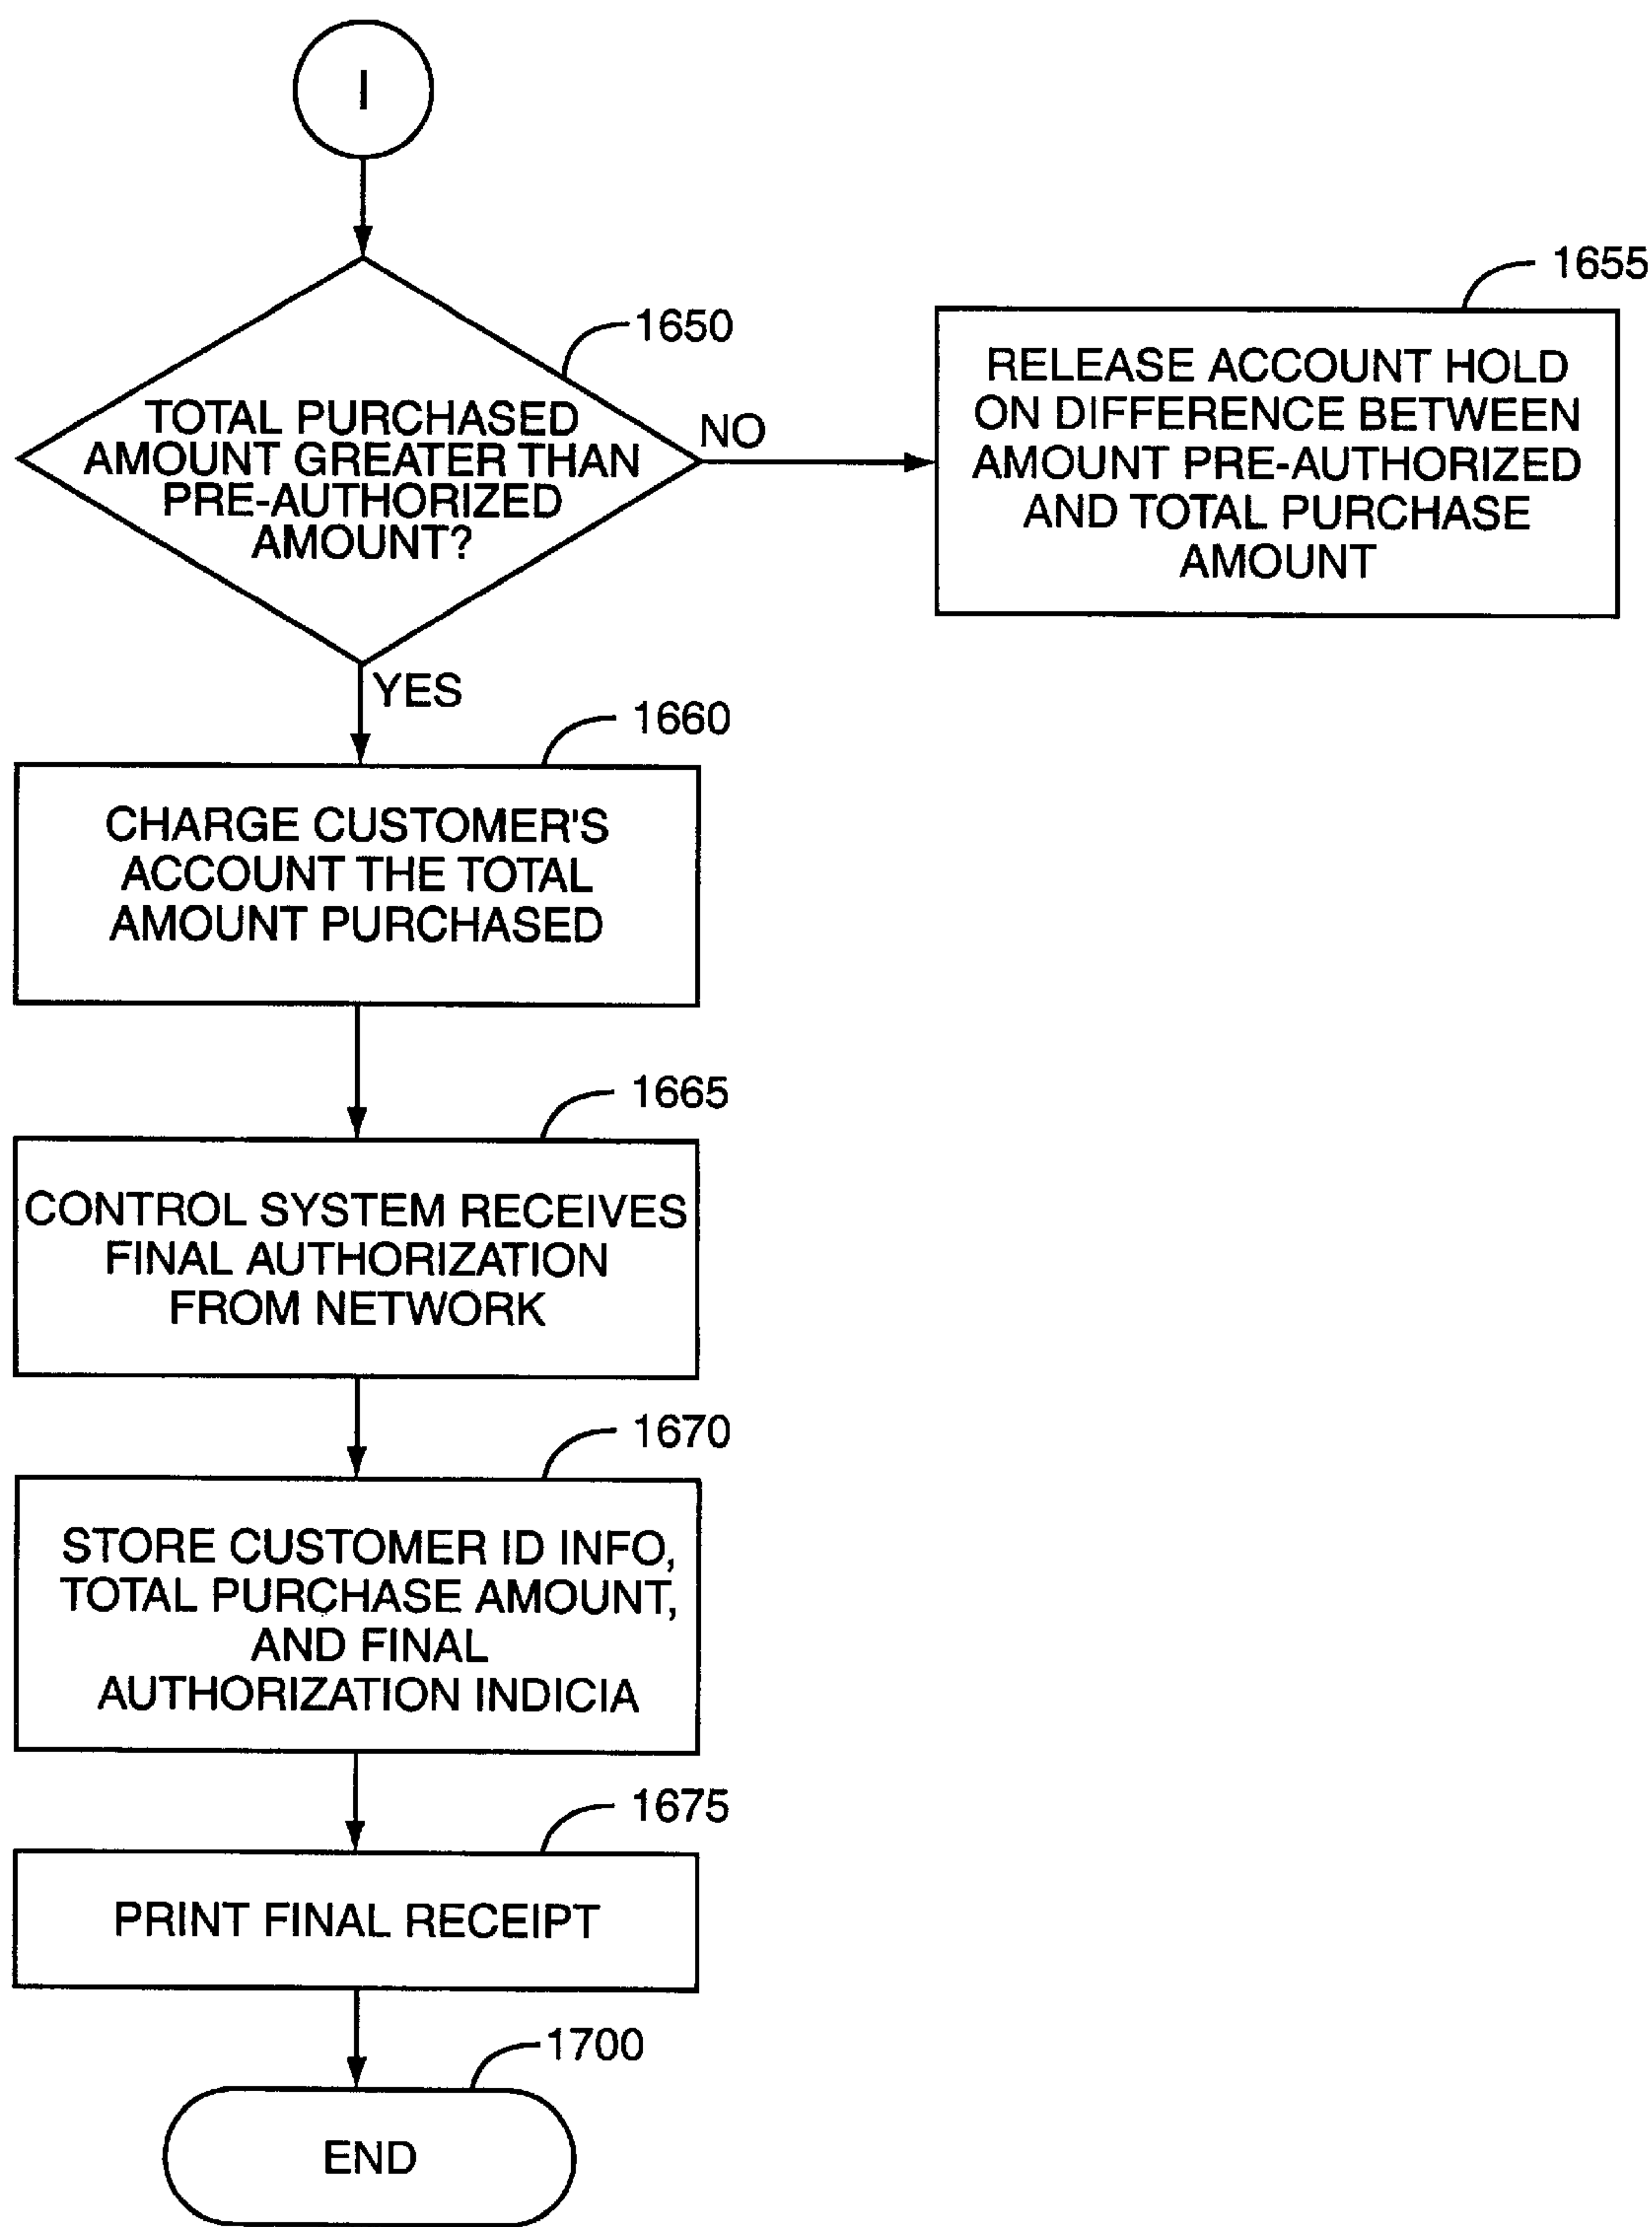 I
1650
TOTAL PURCHASED
AMOUNT GREATER THAN
PRE-AUTHORIZED
AMOUNT?
NO
1655
RELEASE ACCOUNT HOLD
ON DIFFERENCE BETWEEN
AMOUNT PRE-AUTHORIZED
AND TOTAL PURCHASE
AMOUNT
YES
1660
CHARGE CUSTOMER'S
ACCOUNT THE TOTAL
AMOUNT PURCHASED
1665
CONTROL SYSTEM RECEIVES
FINAL AUTHORIZATION
FROM NETWORK
1670
STORE CUSTOMER ID INFO,
TOTAL PURCHASE AMOUNT,
AND FINAL
AUTHORIZATION INDICIA
1675
PRINT FINAL RECEIPT
1700
END